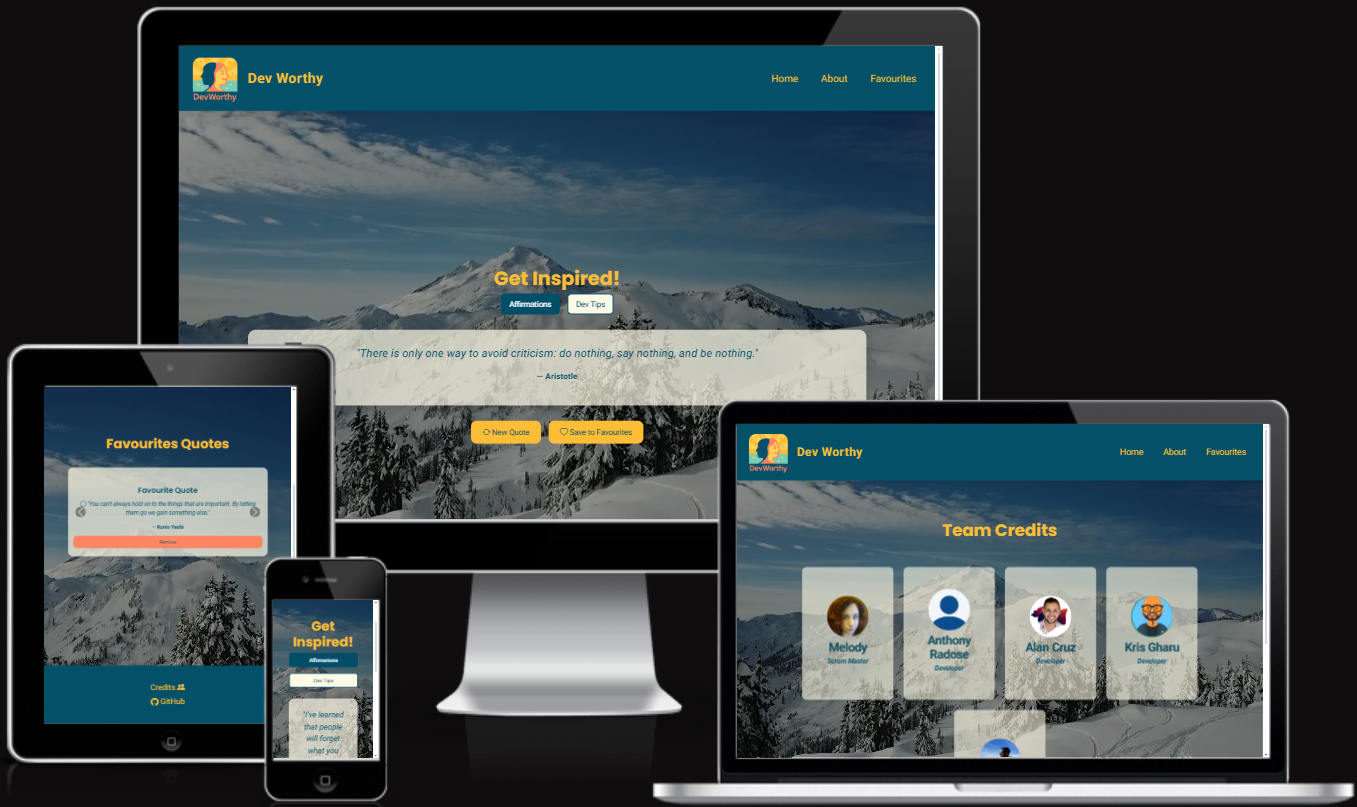 DevWorthy
Dev Worthy
Home
About
Favourites
Get Inspired!
Affirmations
Dev Tips
"There is only one way to avoid criticism: do nothing, say nothing, and be nothing."
— Aristotle
New Quote
Save to Favourites
Favourites Quotes
Favourite Quote
"You can't always hold on to the things that are important. By letting
them go we gain something else."
Remove
Credits
GitHub
Get
Inspired!
Affirmations
Dev Tips
"I've learned
that people
will forget
what you
DevWorthy
Dev Worthy
Home
About
Favourites
Team Credits
Melody
Scrum Master
Anthony
Radose
Developer
Alan Cruz
Developer
Kris Gharu
Developer